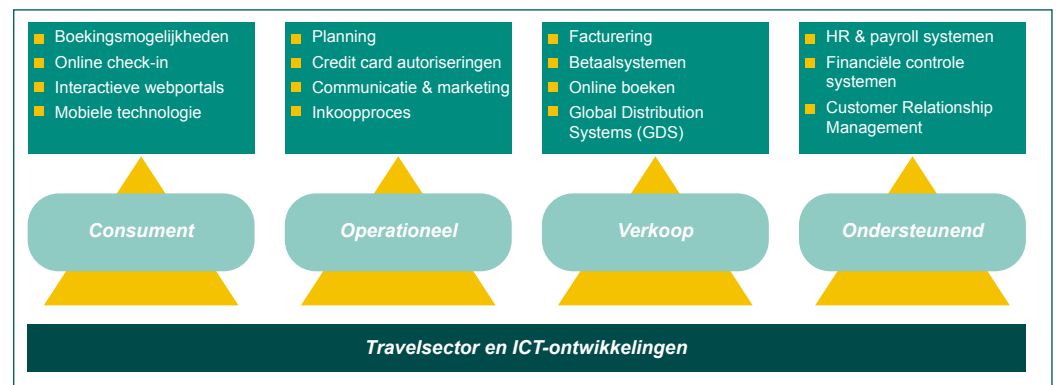 Boekingsmogelijkheden
Online check-in
Interactieve webportals
Mobiele technologie
Planning
Credit card autoriseringen
Communicatie & marketing
Inkoopproces
Facturering
Betaalsystemen
Online boeken
Global Distribution
Systems (GDS)
HR & payroll systemen
Financiële controle
systemen
Customer Relationship
Management
Consument
Operationeel
Verkoop
Ondersteunend
Travelsector en ICT-ontwikkelingen